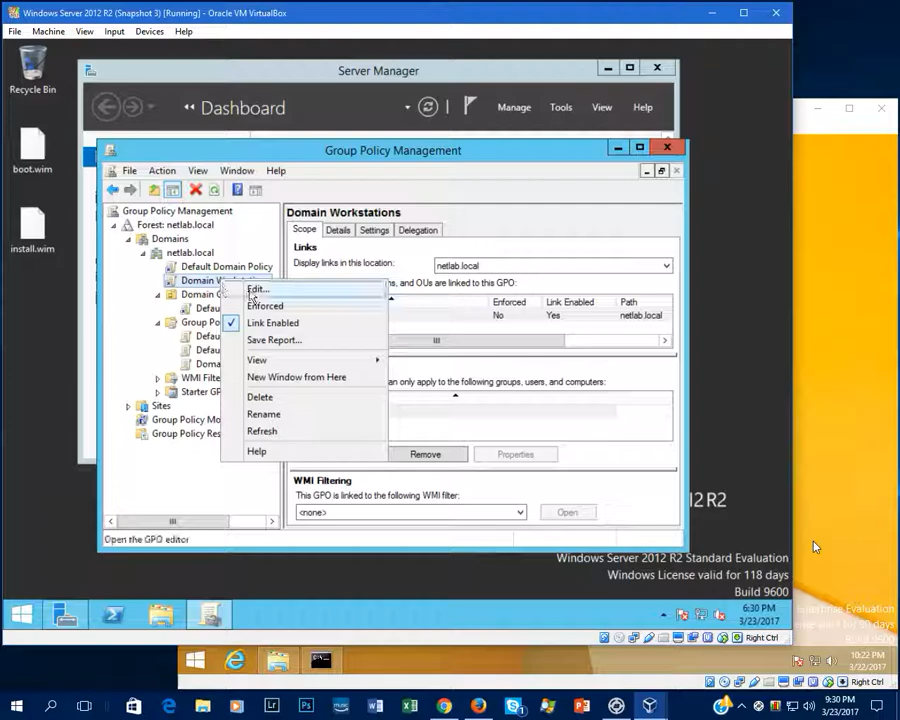 Windows Server 2012 R2 (Snapshot 3) [Running] - Oracle VM VirtualBox
File Machine View Input Devices Help
Recycle Bin
boot.wim
install.wim
Server Manager
Dashboard
Manage Tools View Help
Group Policy Management
File Action View Window Help
Group Policy Management
Forest: netlab.local
Domains
netlab.local
Default Domain Policy
Domain
Domain
Defau
Group Po
Defau
Defau
Doma
WMI Filte
Starter GP
Sites
Group Policy Mo
Group Policy Res
Edit...
Enforced
Link Enabled
Save Report...
View
New Window from Here
Delete
Rename
Refresh
Help
Domain Workstations
Scope Details Settings Delegation
Links
Display links in this location: netlab.local
ns, and OUs are linked to this GPO:
Enforced Link Enabled Path
No Yes netlab.local
an only apply to the following groups, users, and computers:
Remove Properties
WMI Filtering
This GPO is linked to the following WMI filter:
<none> Open
Open the GPO editor
12 R2
Windows Server 2012 R2 Standard Evaluation
Windows License valid for 118 days
Build 9600
6:30 PM
3/23/2017
Right Ctrl
Enterprise Evaluation
10:22 PM
3/22/2017
Right Ctrl
9:30 PM
3/23/2017